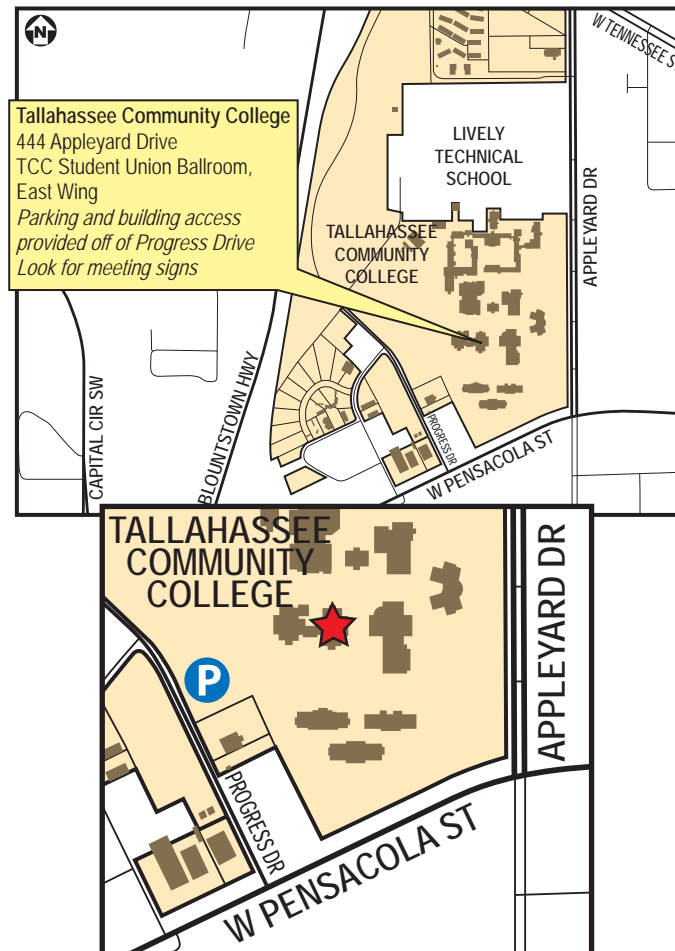 N
W TENNESSEE S
Tallahassee Community College
444 Appleyard Drive
TCC Student Union Ballroom,
East Wing
Parking and building access
provided off of Progress Drive
Look for meeting signs
LIVELY
TECHNICAL
SCHOOL
TALLAHASSEE
COMMUNITY
COLLEGE
APPLEYARD DR
CAPITAL CIR SW
BLOUNTSTOWN HWY
PROGRESS DR
W PENSACOLA ST
TALLAHASSEE
COMMUNITY
COLLEGE
P
APPLEYARD DR
PROGRESS DR
W PENSACOLA ST